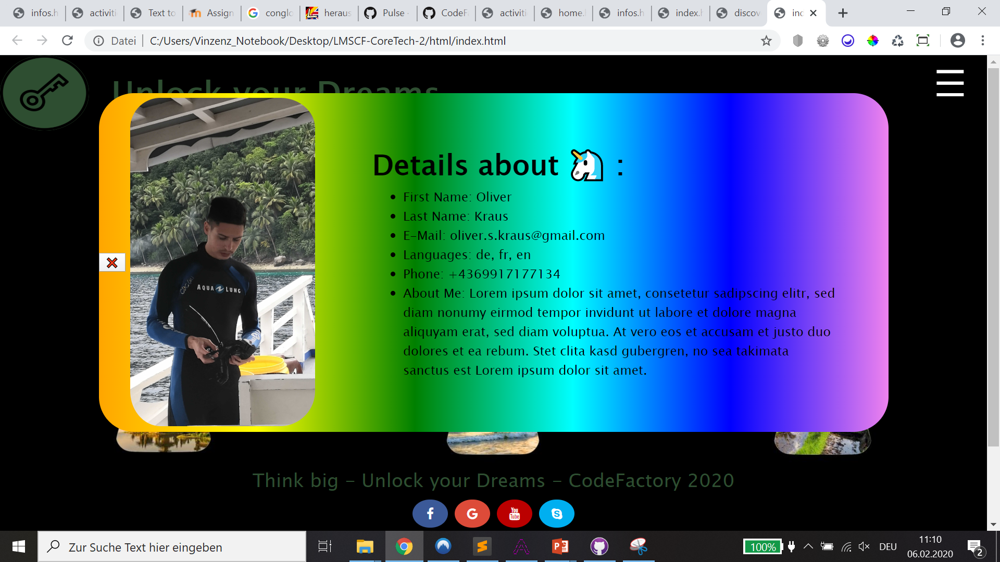 infos.h
activiti
Text to
Assign
conglo
heraus
Pulse
CodeFa
activiti
home.
infos.h
index.h
discov
ind
Datei
C:/Users/Vinzenz_Notebook/Desktop/LMSCF-CoreTech-2/html/index.html
Unlock your Dreams
Details about 🦄 :
• First Name: Oliver
• Last Name: Kraus
• E-Mail: oliver.s.kraus@gmail.com
• Languages: de, fr, en
• Phone: +4369917177134
• About Me: Lorem ipsum dolor sit amet, consetetur sadipscing elitr, sed
diam nonumy eirmod tempor invidunt ut labore et dolore magna
aliquyam erat, sed diam voluptua. At vero eos et accusam et justo duo
dolores et ea rebum. Stet clita kasd gubergren, no sea takimata
sanctus est Lorem ipsum dolor sit amet.
AQUA LUNG
Think big - Unlock your Dreams - CodeFactory 2020
You
Tube
Zur Suche Text hier eingeben
100%
DEU
11:10
06.02.2020
2